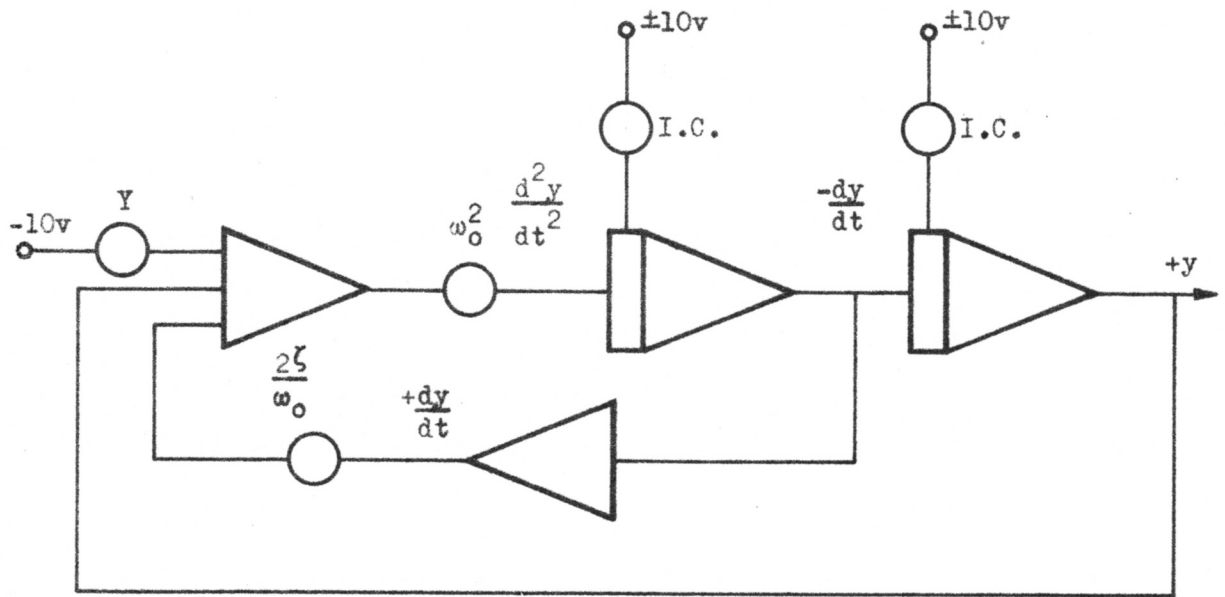 ±10v
±10v
I.C.
I.C.
Y
-10v
ω₀²
d²y
dt²
-dy
dt
+y
2ζ
ω₀
+dy
dt